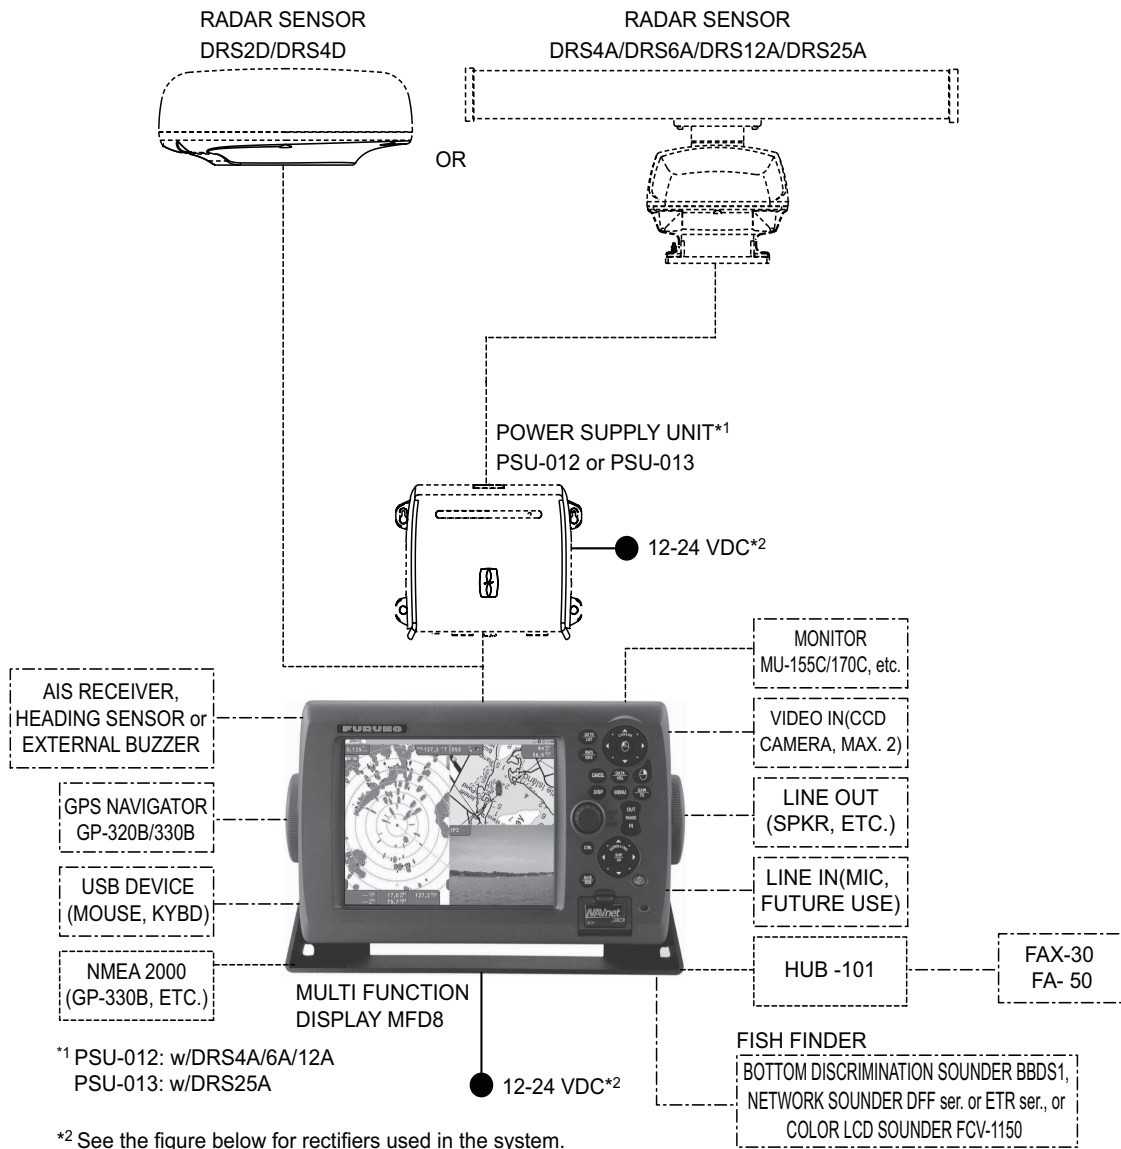 RADAR SENSOR
DRS2D/DRS4D
RADAR SENSOR
DRS4A/DRS6A/DRS12A/DRS25A
OR
POWER SUPPLY UNIT*1
PSU-012 or PSU-013
12-24 VDC*2
MONITOR
MU-155C/170C, etc.
AIS RECEIVER,
HEADING SENSOR or
EXTERNAL BUZZER
VIDEO IN(CCD
CAMERA, MAX. 2)
GPS NAVIGATOR
GP-320B/330B
LINE OUT
(SPKR, ETC.)
USB DEVICE
(MOUSE, KYBD)
LINE IN(MIC,
FUTURE USE)
NMEA 2000
(GP-330B, ETC.)
HUB -101
FAX-30
FA- 50
FURUNO
CANCEL
DISP
MENU
OUT
IN
CTRL
NAVnet
MULTI FUNCTION
DISPLAY MFD8
*1 PSU-012: w/DRS4A/6A/12A
PSU-013: w/DRS25A
12-24 VDC*2
FISH FINDER
BOTTOM DISCRIMINATION SOUNDER BBDS1,
NETWORK SOUNDER DFF ser. or ETR ser., or
COLOR LCD SOUNDER FCV-1150
*2 See the figure below for rectifiers used in the system.